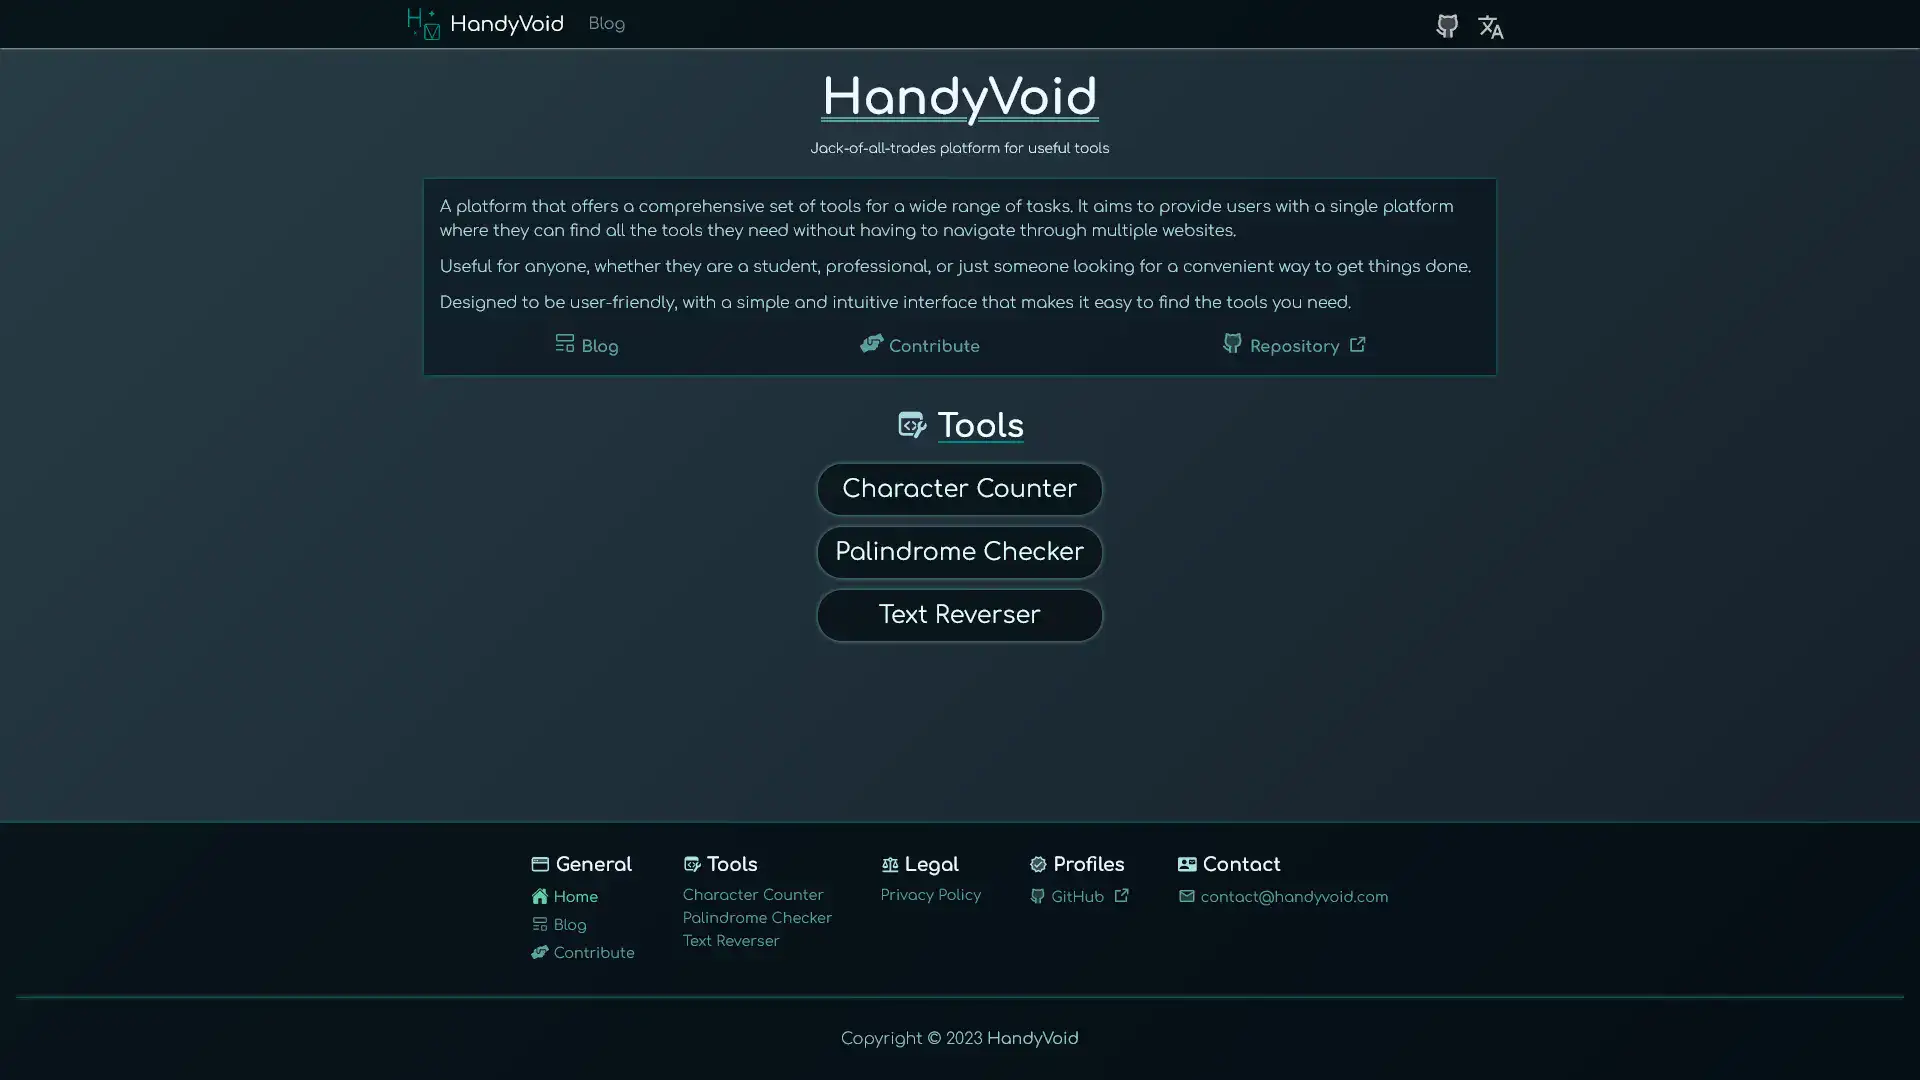 HandyVoid Blog
HandyVoid
Jack-of-all-trades platform for useful tools
A platform that offers a comprehensive set of tools for a wide range of tasks. It aims to provide users with a single platform
where they can find all the tools they need without having to navigate through multiple websites.
Useful for anyone, whether they are a student, professional, or just someone looking for a convenient way to get things done.
Designed to be user-friendly, with a simple and intuitive interface that makes it easy to find the tools you need.
Blog Contribute Repository
Tools
Character Counter
Palindrome Checker
Text Reverser
General
Home
Blog
Contribute
Tools
Character Counter
Palindrome Checker
Text Reverser
Legal
Privacy Policy
Profiles
GitHub
Contact
contact@handyvoid.com
Copyright © 2023 HandyVoid